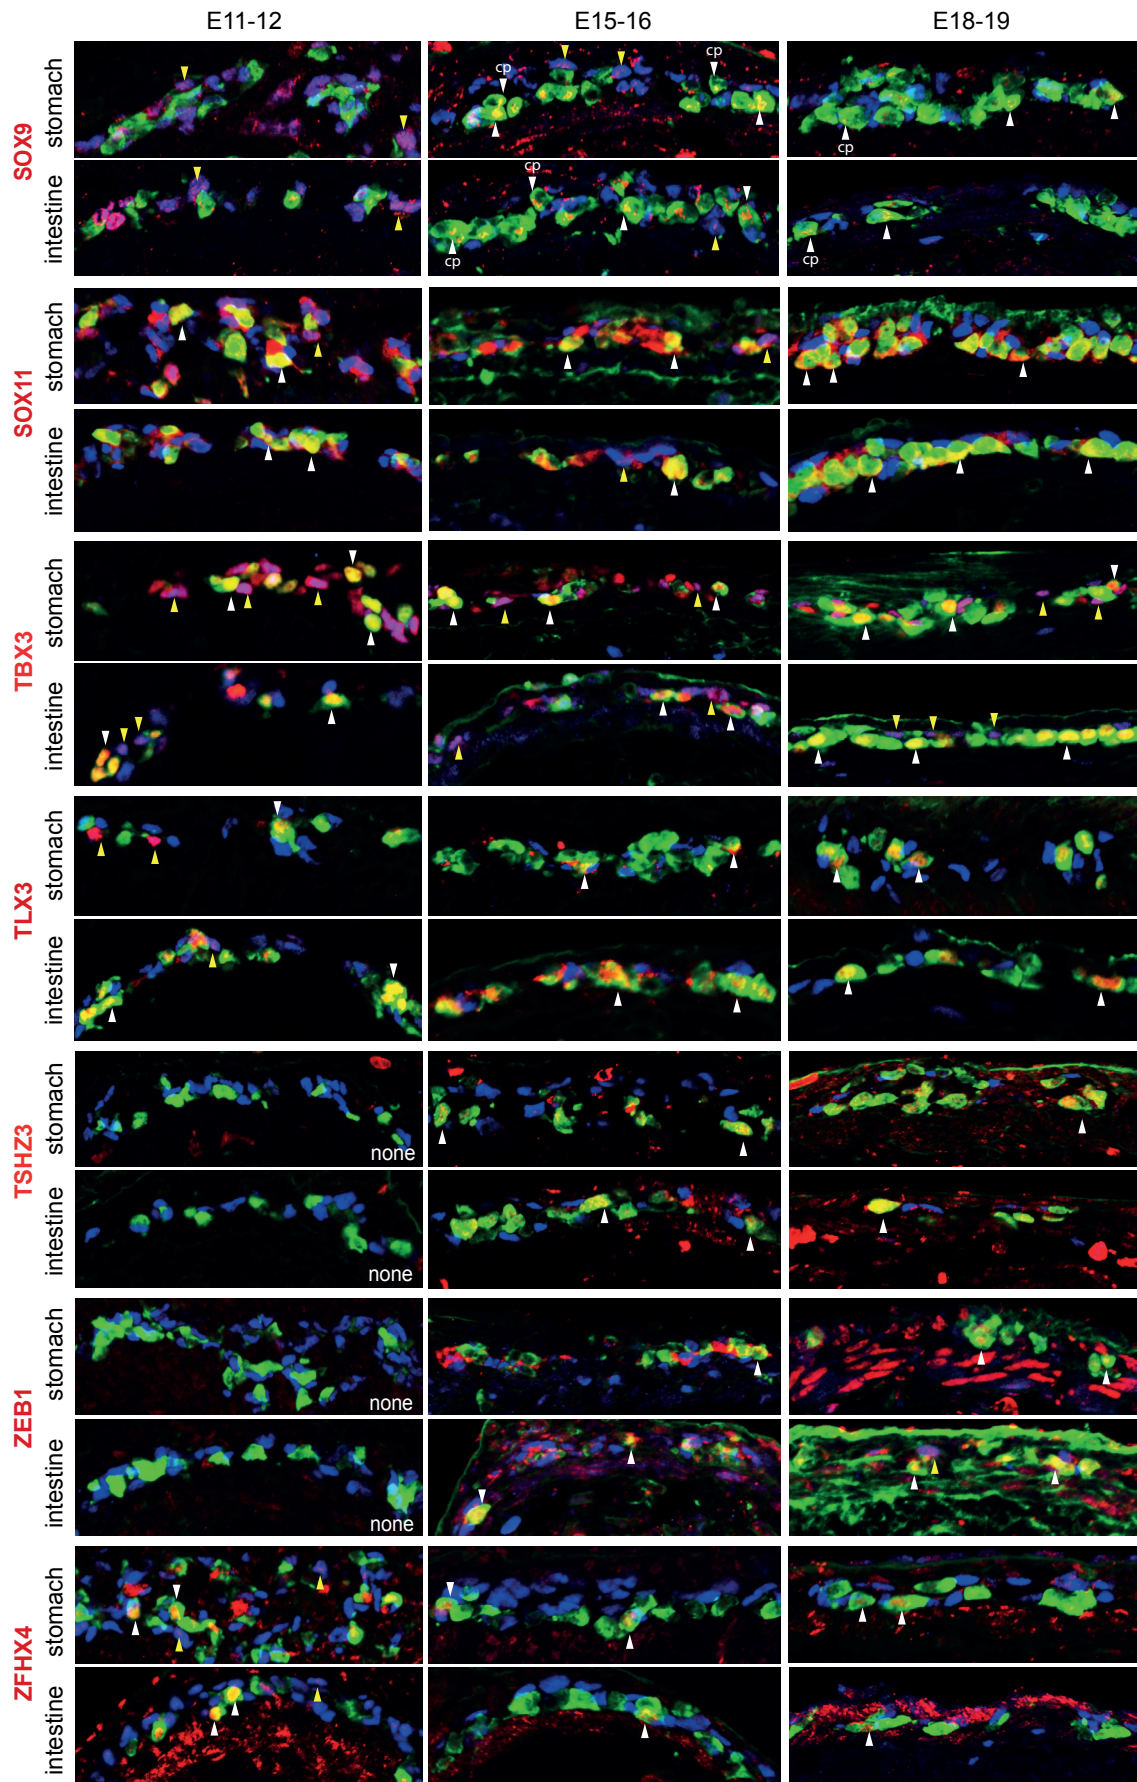 E11-12 E15-16 E18-19
SOX9
stomach
cp cp
cp
intestine
cp
cp
cp
SOX11
stomach
intestine
TBX3
stomach
intestine
TLX3
stomach
intestine
TSHZ3
stomach
none
intestine
none
ZEB1
stomach
none
intestine
none
ZFHX4
stomach
intestine